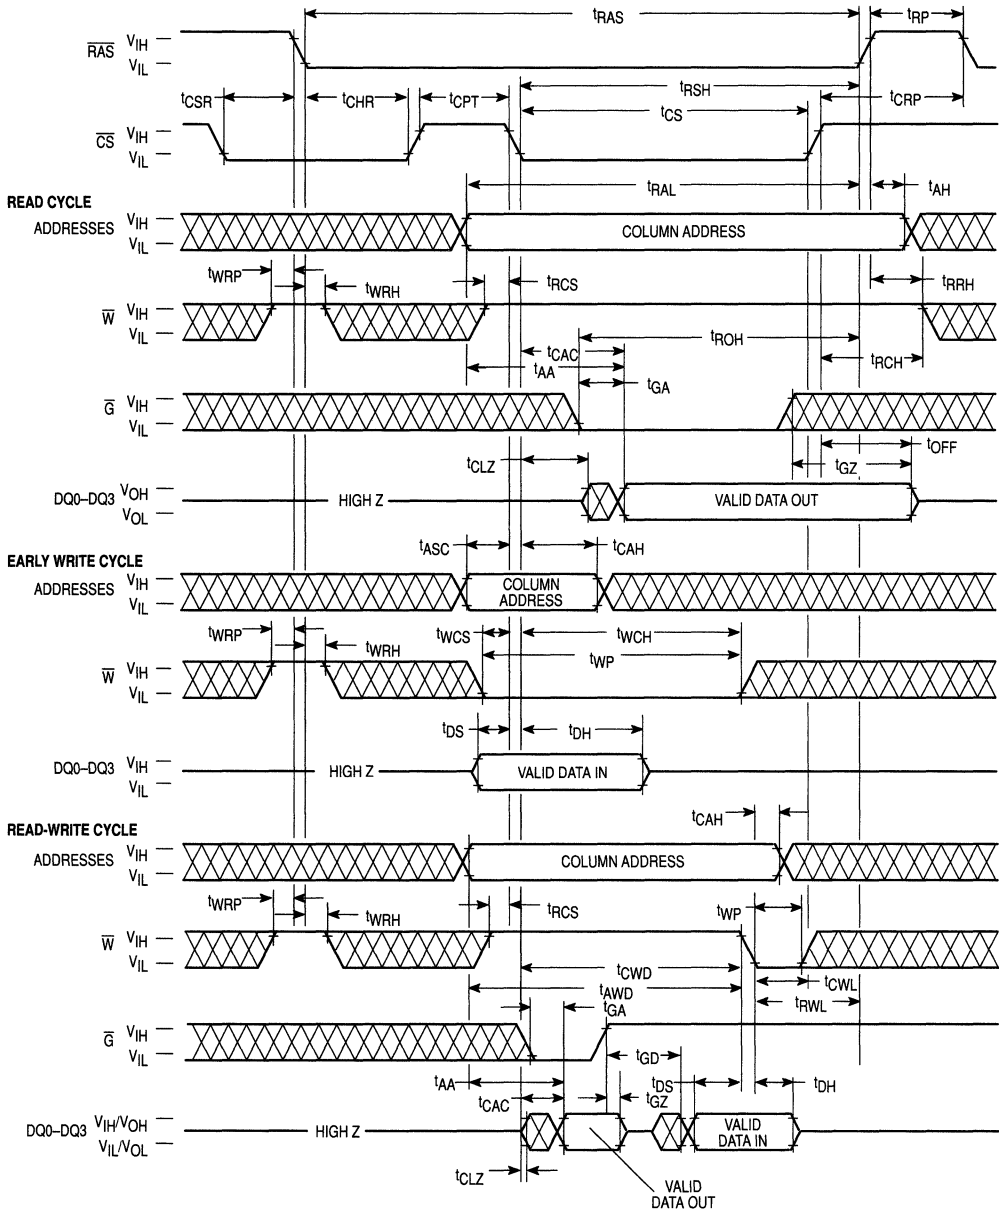 tRAS
tRP
RAS
VIH
VIL
tRSH
tCSR
tCHR
tCPT
tCS
tCRP
CS
VIH
VIL
tRAL
tAH
READ CYCLE
ADDRESSES
VIH
VIL
COLUMN ADDRESS
tWRP
tWRH
tRCS
tRRH
W
VIH
VIL
tROH
tCAC
tRCH
tAA
tGA
G
VIH
VIL
tOFF
tCLZ
tGZ
DQ0–DQ3
VOH
VOL
HIGH Z
VALID DATA OUT
tASC
tCAH
EARLY WRITE CYCLE
ADDRESSES
VIH
VIL
COLUMN
ADDRESS
tWRP
tWRH
tWCS
tWCH
tWP
W
VIH
VIL
tDS
tDH
DQ0–DQ3
VIH
VIL
HIGH Z
VALID DATA IN
tCAH
READ-WRITE CYCLE
ADDRESSES
VIH
VIL
COLUMN ADDRESS
tWRP
tWRH
tRCS
tWP
W
VIH
VIL
tCWD
tCWL
tAWD
tRWL
tGA
G
VIH
VIL
tGD
tAA
tDS
tDH
tCAC
tGZ
DQ0–DQ3
VIH/VOH
VIL/VOL
HIGH Z
VALID
DATA IN
tCLZ
VALID
DATA OUT